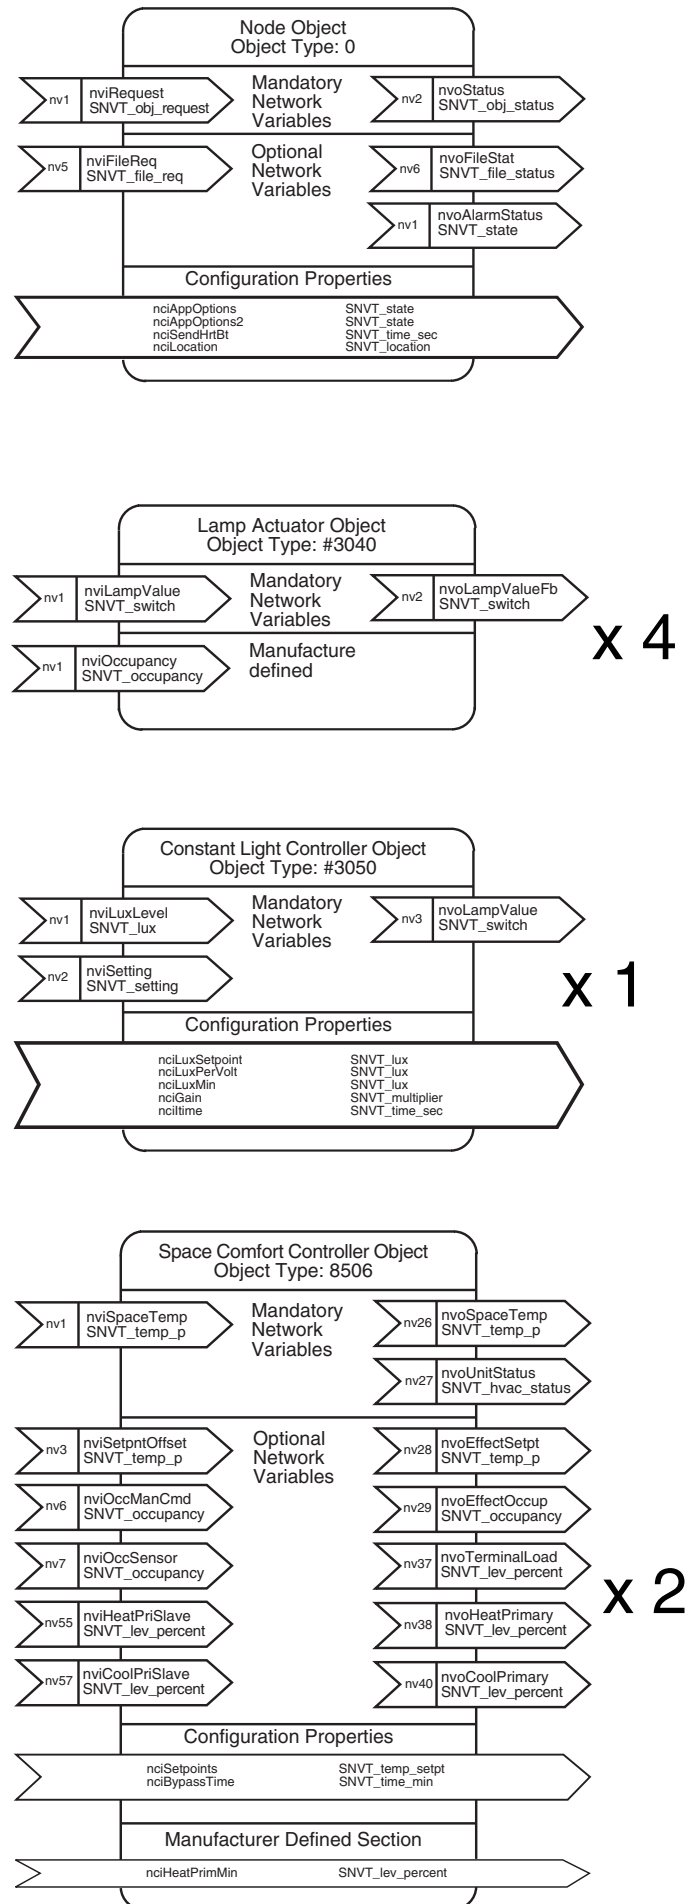 Node Object
Object Type: 0
nv1
nviRequest
SNVT_obj_request
Mandatory
Network
Variables
nv2
nvoStatus
SNVT_obj_status
nv5
nviFileReq
SNVT_file_req
Optional
Network
Variables
nv6
nvoFileStat
SNVT_file_status
nv1
nvoAlarmStatus
SNVT_state
Configuration Properties
nciAppOptions SNVT_state
nciAppOptions2 SNVT_state
nciSendHrtBt SNVT_time_sec
nciLocation SNVT_location
Lamp Actuator Object
Object Type: #3040
nv1
nviLampValue
SNVT_switch
Mandatory
Network
Variables
nv2
nvoLampValueFb
SNVT_switch
x 4
nv1
nviOccupancy
SNVT_occupancy
Manufacture
defined
Constant Light Controller Object
Object Type: #3050
nv1
nviLuxLevel
SNVT_lux
Mandatory
Network
Variables
nv3
nvoLampValue
SNVT_switch
nv2
nviSetting
SNVT_setting
x 1
Configuration Properties
nciLuxSetpoint SNVT_lux
nciLuxPerVolt SNVT_lux
nciLuxMin SNVT_lux
nciGain SNVT_multiplier
nciItime SNVT_time_sec
Space Comfort Controller Object
Object Type: 8506
nv1
nviSpaceTemp
SNVT_temp_p
Mandatory
Network
Variables
nv26
nvoSpaceTemp
SNVT_temp_p
nv27
nvoUnitStatus
SNVT_hvac_status
nv3
nviSetpntOffset
SNVT_temp_p
Optional
Network
Variables
nv28
nvoEffectSetpt
SNVT_temp_p
nv6
nviOccManCmd
SNVT_occupancy
nv29
nvoEffectOccup
SNVT_occupancy
nv7
nviOccSensor
SNVT_occupancy
nv37
nvoTerminalLoad
SNVT_lev_percent
x 2
nv55
nviHeatPriSlave
SNVT_lev_percent
nv38
nvoHeatPrimary
SNVT_lev_percent
nv57
nviCoolPriSlave
SNVT_lev_percent
nv40
nvoCoolPrimary
SNVT_lev_percent
Configuration Properties
nciSetpoints SNVT_temp_setpt
nciBypassTime SNVT_time_min
Manufacturer Defined Section
nciHeatPrimMin SNVT_lev_percent